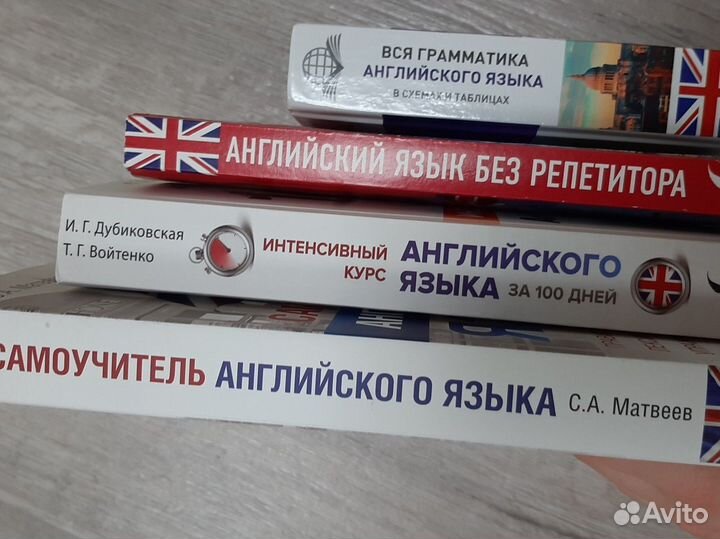 ВСЯ ГРАММАТИКА
АНГЛИЙСКОГО ЯЗЫКА
В СХЕМАХ И ТАБЛИЦАХ
АНГЛИЙСКИЙ ЯЗЫК БЕЗ РЕПЕТИТОРА
И. Г. Дубиковская
Т. Г. Войтенко
ИНТЕНСИВНЫЙ
КУРС
АНГЛИЙСКОГО
ЯЗЫКА ЗА 100 ДНЕЙ
САМОУЧИТЕЛЬ АНГЛИЙСКОГО ЯЗЫКА С.А. Матвеев
Avito